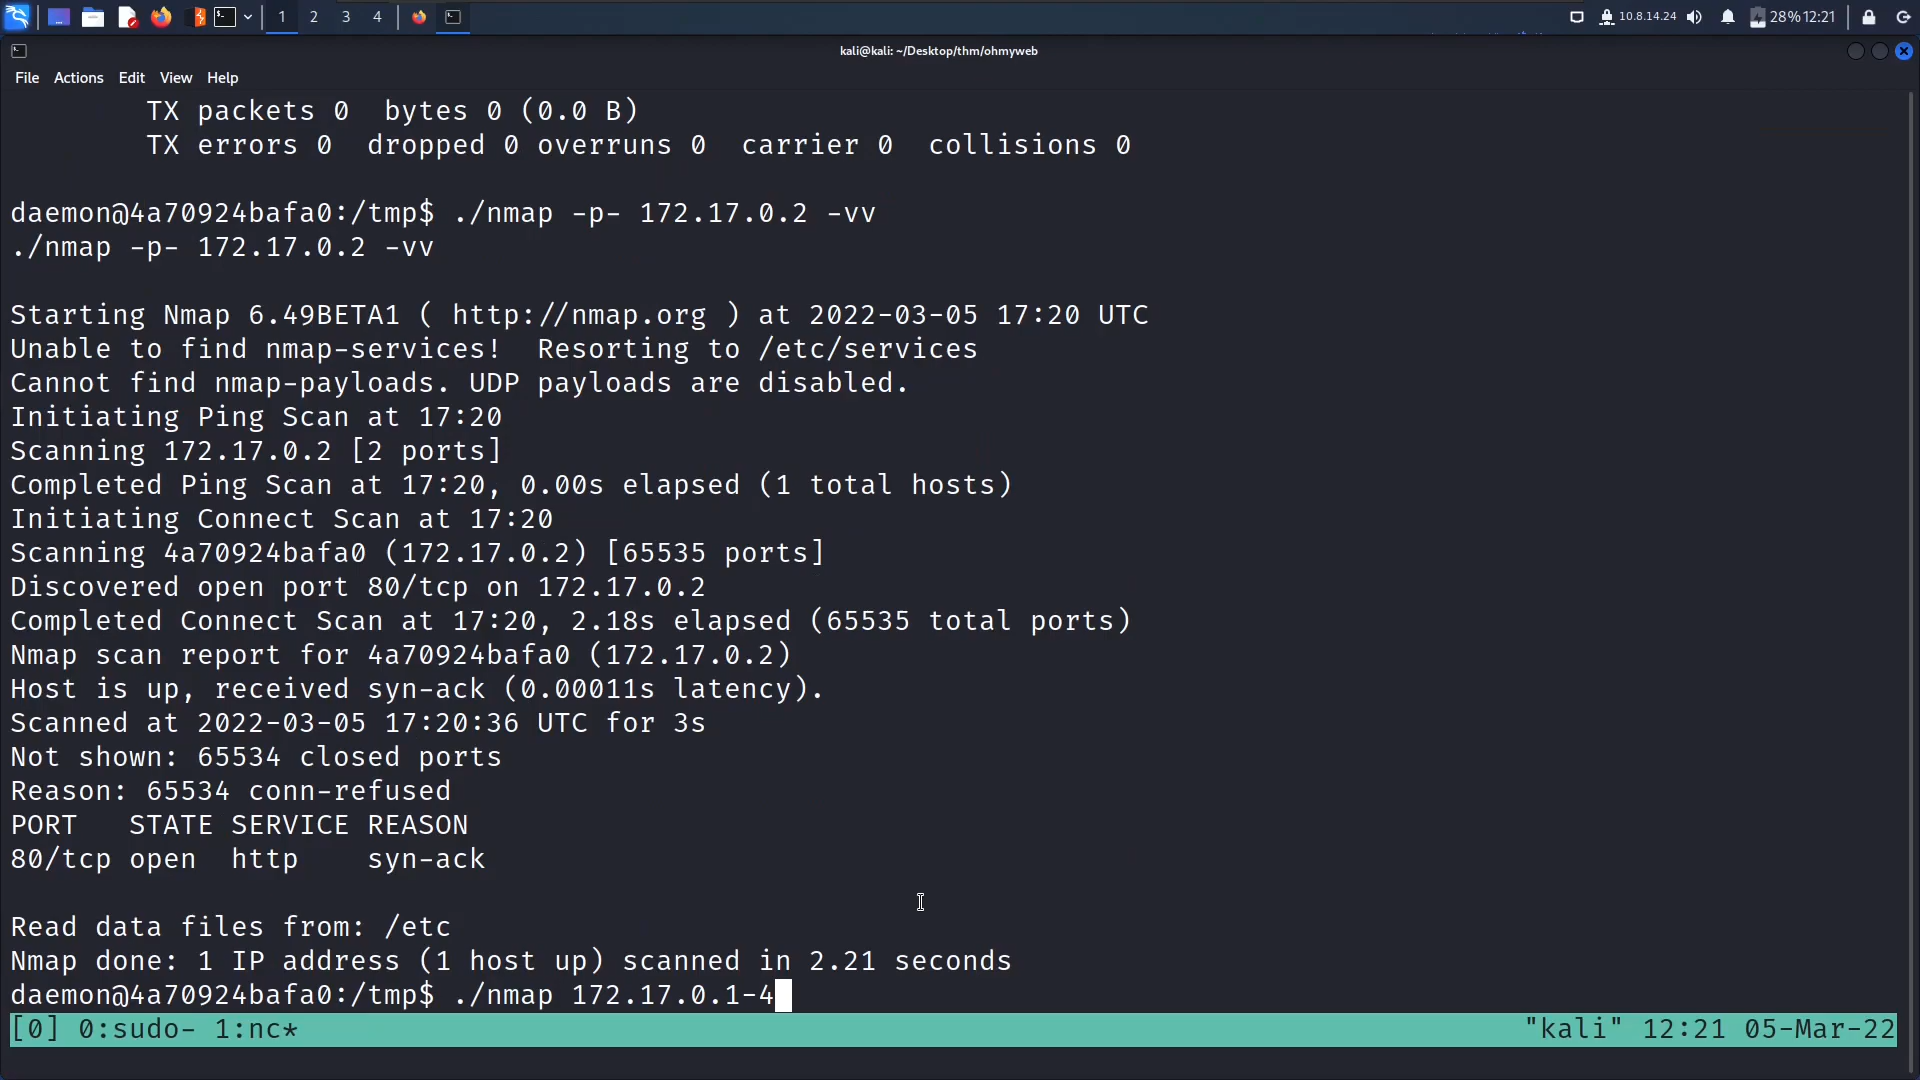 1 2 3 4 10.8.14.24 28% 12:21
kali@kali: ~/Desktop/thm/ohmyweb
File Actions Edit View Help
TX packets 0 bytes 0 (0.0 B)
TX errors 0 dropped 0 overruns 0 carrier 0 collisions 0
daemon@4a70924bafa0:/tmp$ ./nmap -p- 172.17.0.2 -vv
./nmap -p- 172.17.0.2 -vv
Starting Nmap 6.49BETA1 ( http://nmap.org ) at 2022-03-05 17:20 UTC
Unable to find nmap-services! Resorting to /etc/services
Cannot find nmap-payloads. UDP payloads are disabled.
Initiating Ping Scan at 17:20
Scanning 172.17.0.2 [2 ports]
Completed Ping Scan at 17:20, 0.00s elapsed (1 total hosts)
Initiating Connect Scan at 17:20
Scanning 4a70924bafa0 (172.17.0.2) [65535 ports]
Discovered open port 80/tcp on 172.17.0.2
Completed Connect Scan at 17:20, 2.18s elapsed (65535 total ports)
Nmap scan report for 4a70924bafa0 (172.17.0.2)
Host is up, received syn-ack (0.00011s latency).
Scanned at 2022-03-05 17:20:36 UTC for 3s
Not shown: 65534 closed ports
Reason: 65534 conn-refused
PORT STATE SERVICE REASON
80/tcp open http syn-ack
Read data files from: /etc
Nmap done: 1 IP address (1 host up) scanned in 2.21 seconds
daemon@4a70924bafa0:/tmp$ ./nmap 172.17.0.1-4
[0] 0:sudo- 1:nc* "kali" 12:21 05-Mar-22